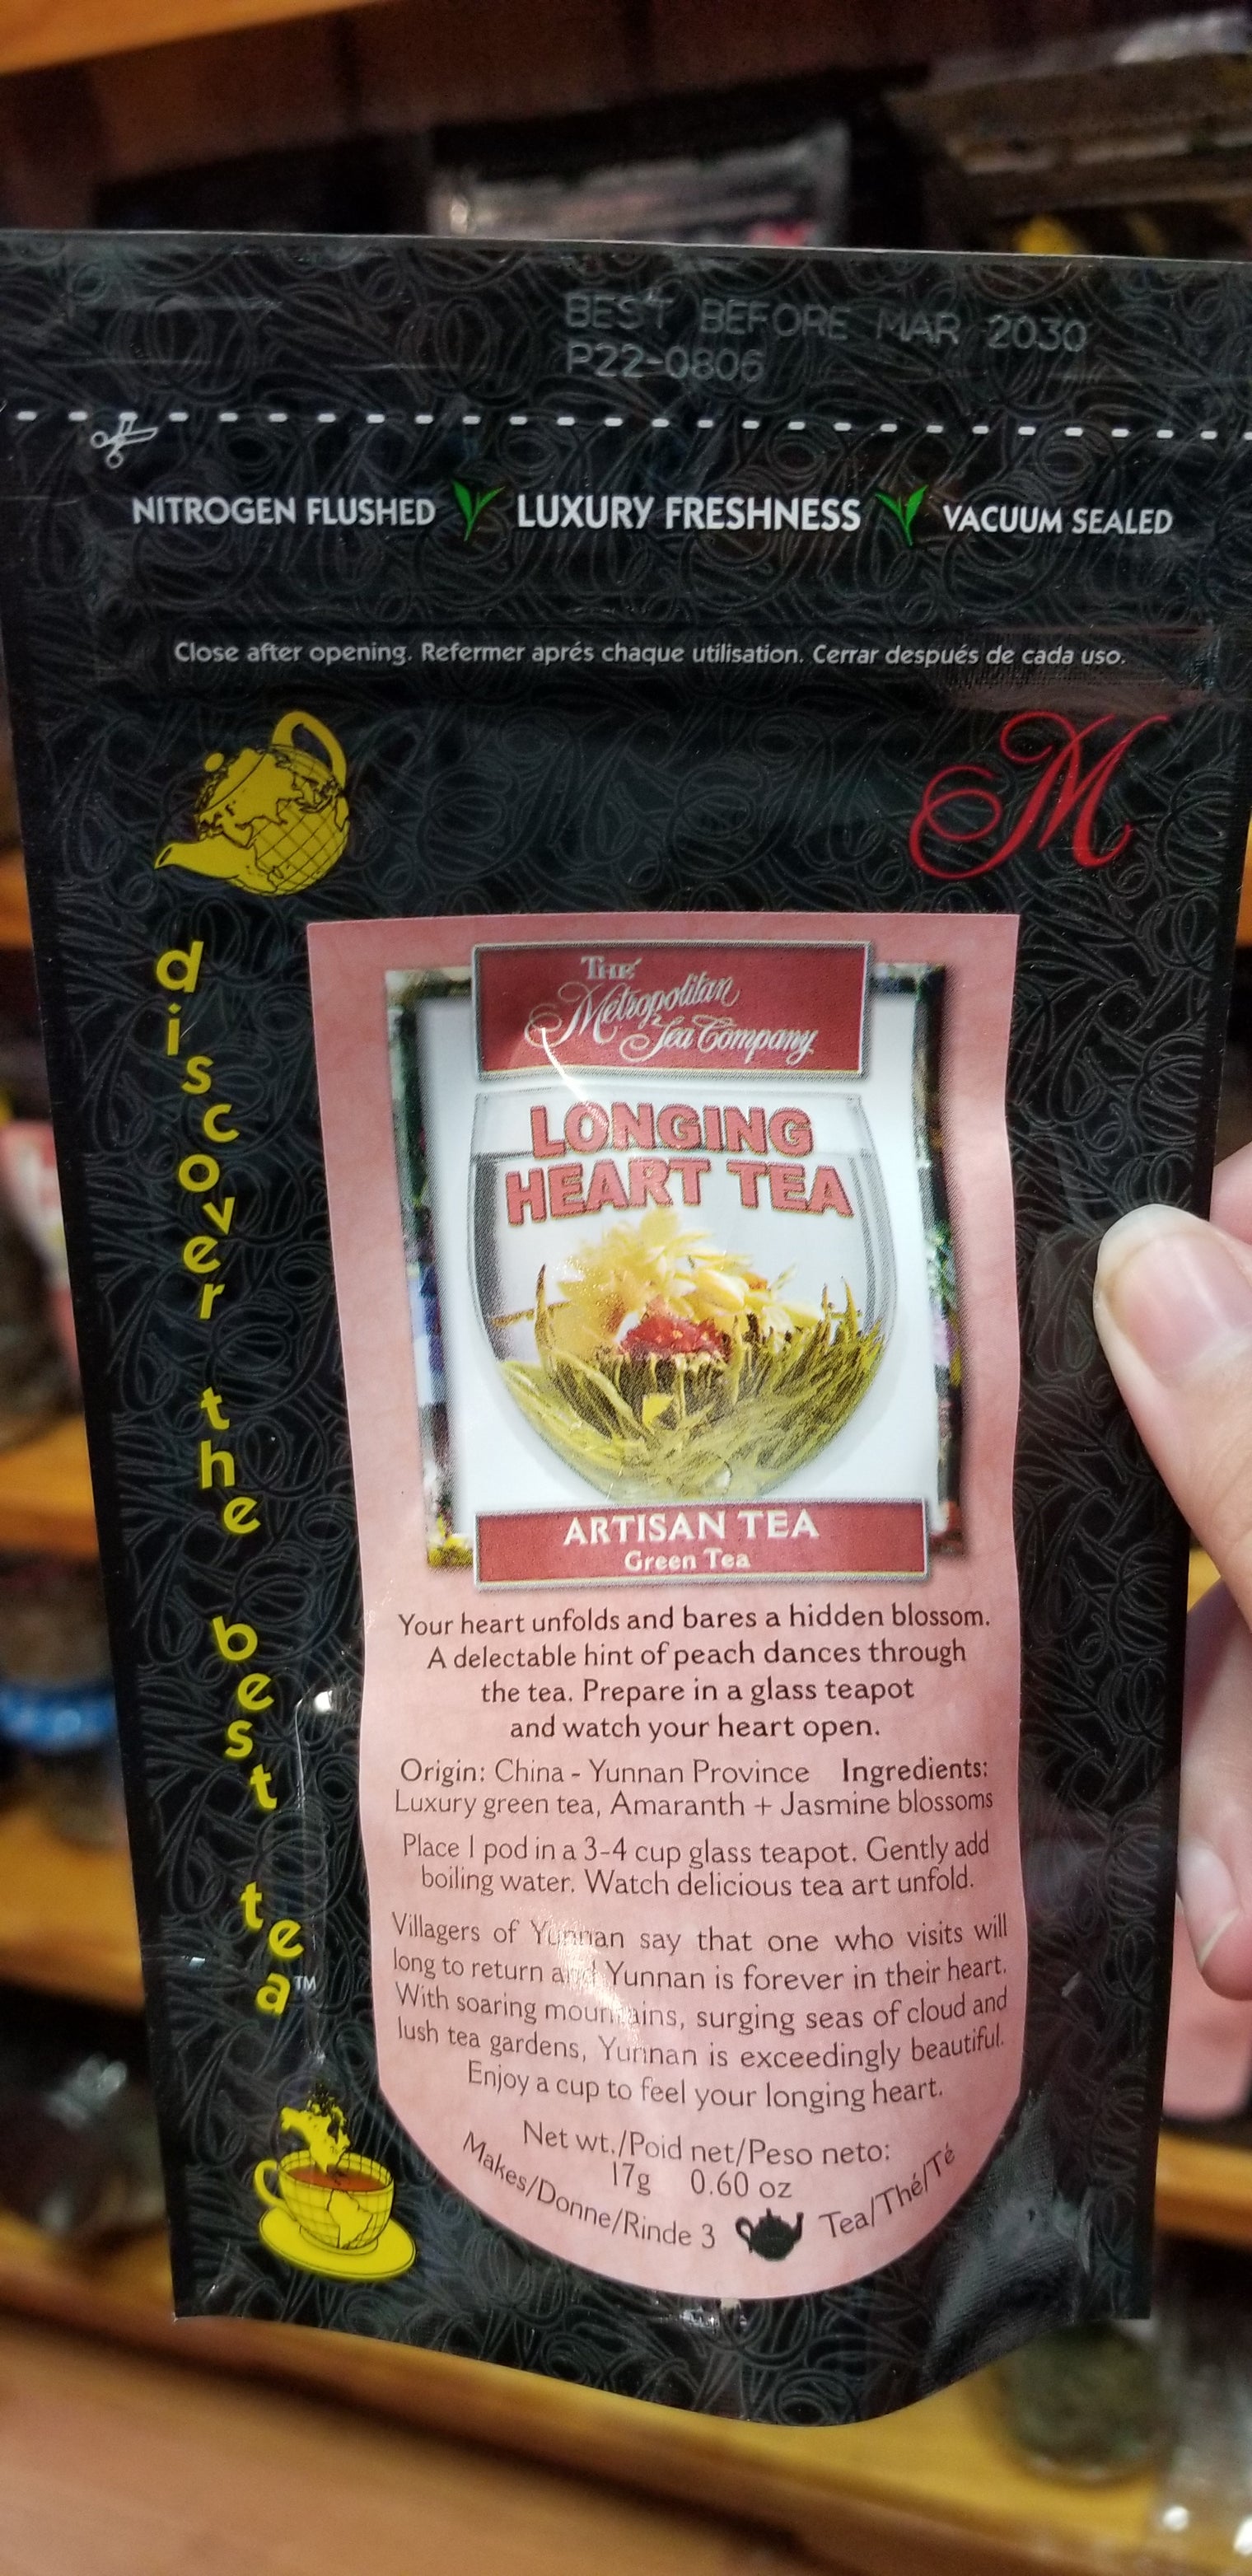 BEST BEFORE MAR 2030
P22-0806
NITROGEN FLUSHED LUXURY FRESHNESS VACUUM SEALED
Close after opening. Refermer aprés chaque utilisation. Cerrar después de cada uso.
M
discover the best tea™
THE
Metropolitan
Tea Company
LONGING
HEART TEA
ARTISAN TEA
Green Tea
Your heart unfolds and bares a hidden blossom.
A delectable hint of peach dances through
the tea. Prepare in a glass teapot
and watch your heart open.
Origin: China - Yunnan Province Ingredients:
Luxury green tea, Amaranth + Jasmine blossoms
Place 1 pod in a 3-4 cup glass teapot. Gently add
boiling water. Watch delicious tea art unfold.
Villagers of Yunnan say that one who visits will
long to return and Yunnan is forever in their heart.
With soaring mountains, surging seas of cloud and
lush tea gardens, Yunnan is exceedingly beautiful.
Enjoy a cup to feel your longing heart.
Net wt./Poid net/Peso neto:
17g 0.60 oz
Makes/Donne/Rinde 3 Tea/Thé/Té